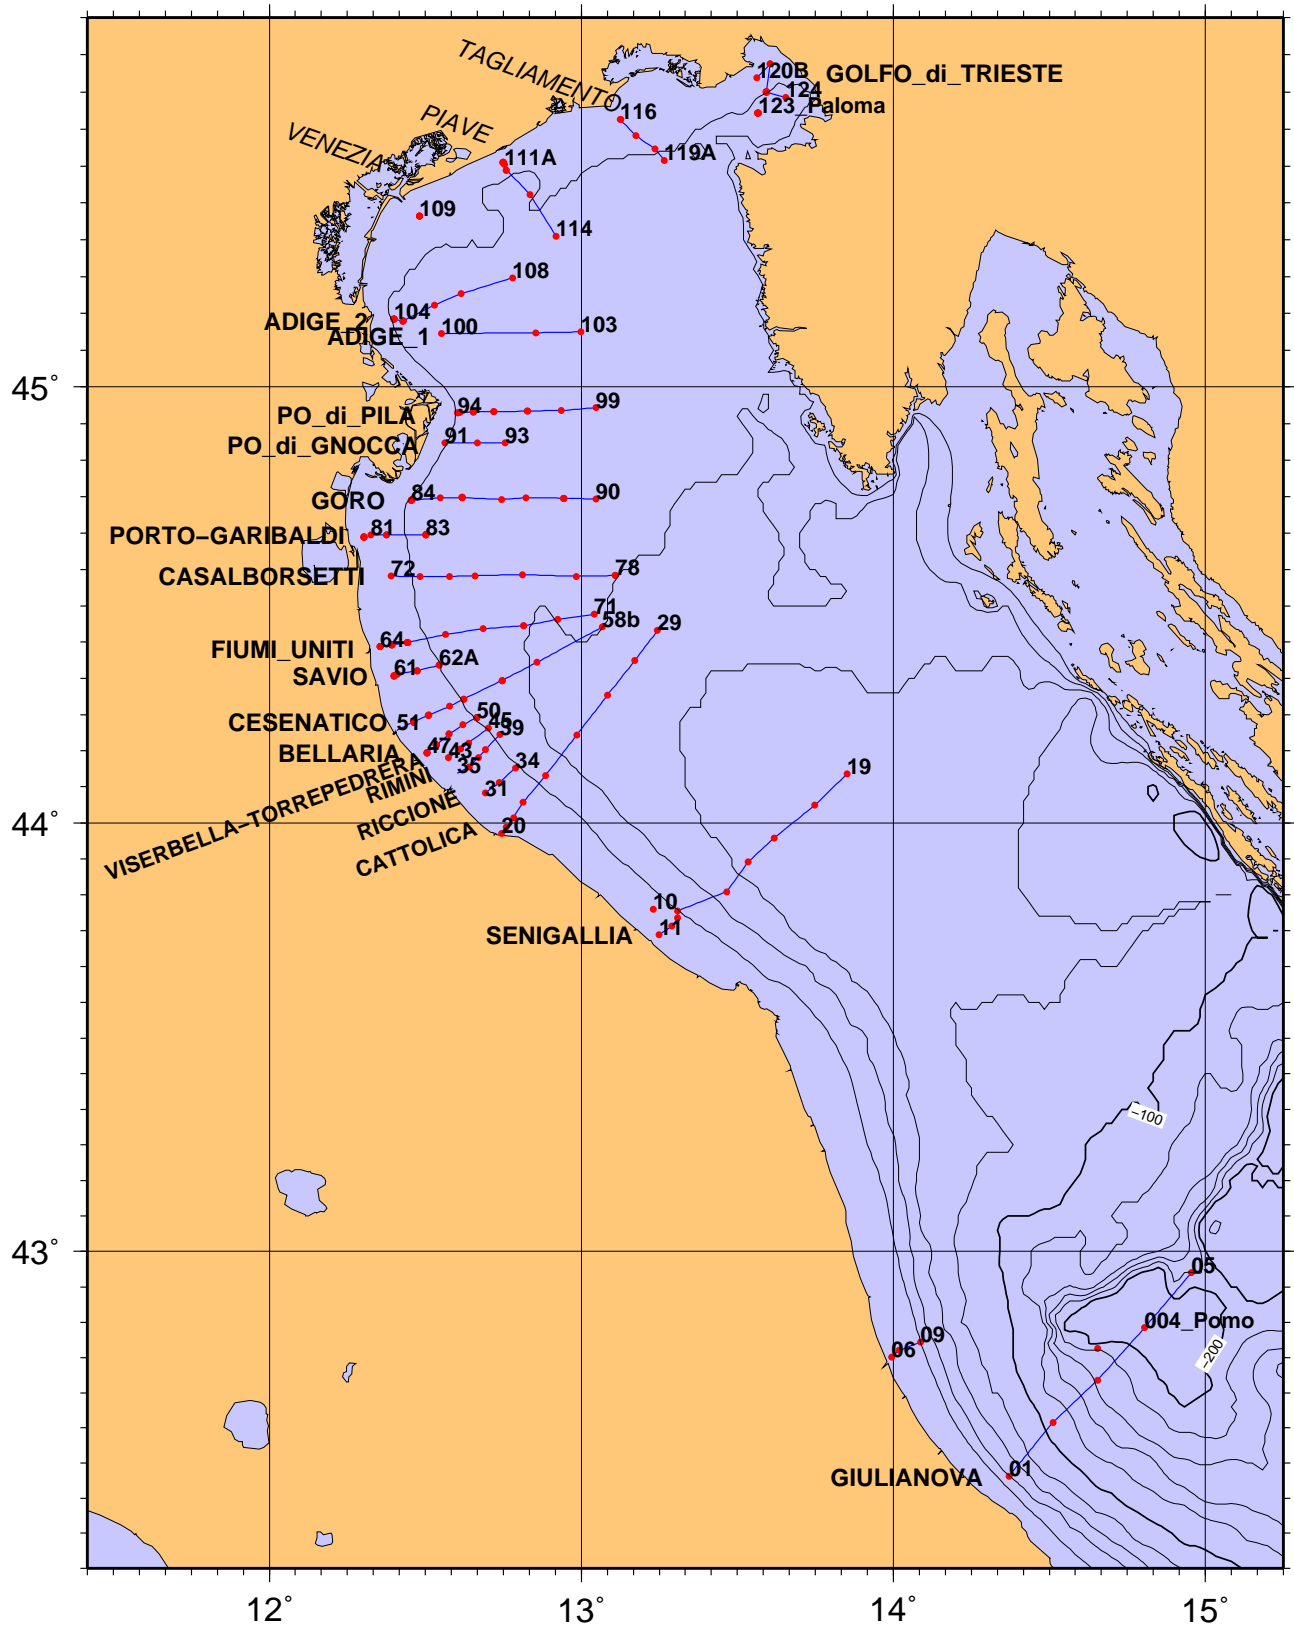 TAGLIAMENTO
120B
GOLFO_di_TRIESTE
124
123_Paloma
116
PIAVE
VENEZIA
119A
111A
109
114
108
104
ADIGE_2
100
103
ADIGE_1
45°
94
99
PO_di_PILA
91
93
PO_di_GNOCCA
84
90
GORO
81
83
PORTO-GARIBALDI
72
78
CASALBORSETTI
71
58b
29
64
FIUMI_UNITI
62A
61
SAVIO
50
51
CESENATICO
45
39
47
43
BELLARIA
35
34
19
VISERBELLA-TORREPEDRERA
RIMINI
31
RICCIONE
20
44°
CATTOLICA
10
11
SENIGALLIA
-100
43°
05
004_Pomo
09
06
-200
01
GIULIANOVA
12°
13°
14°
15°